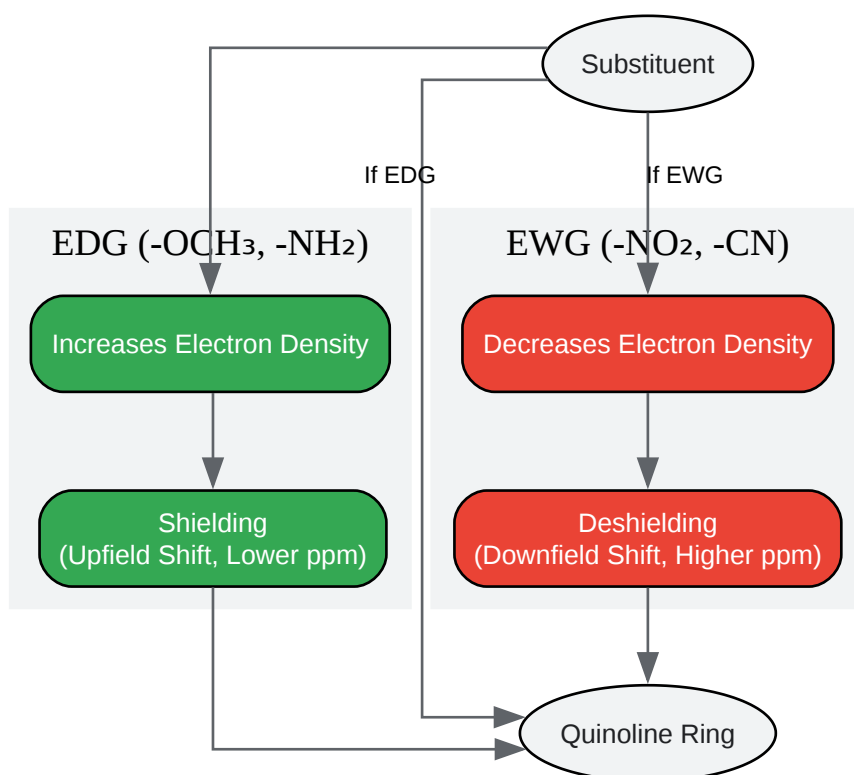 Substituent
If EDG
If EWG
EDG (-OCH₃, -NH₂)
EWG (-NO₂, -CN)
Increases Electron Density
Decreases Electron Density
Shielding
(Upfield Shift, Lower ppm)
Deshielding
(Downfield Shift, Higher ppm)
Quinoline Ring